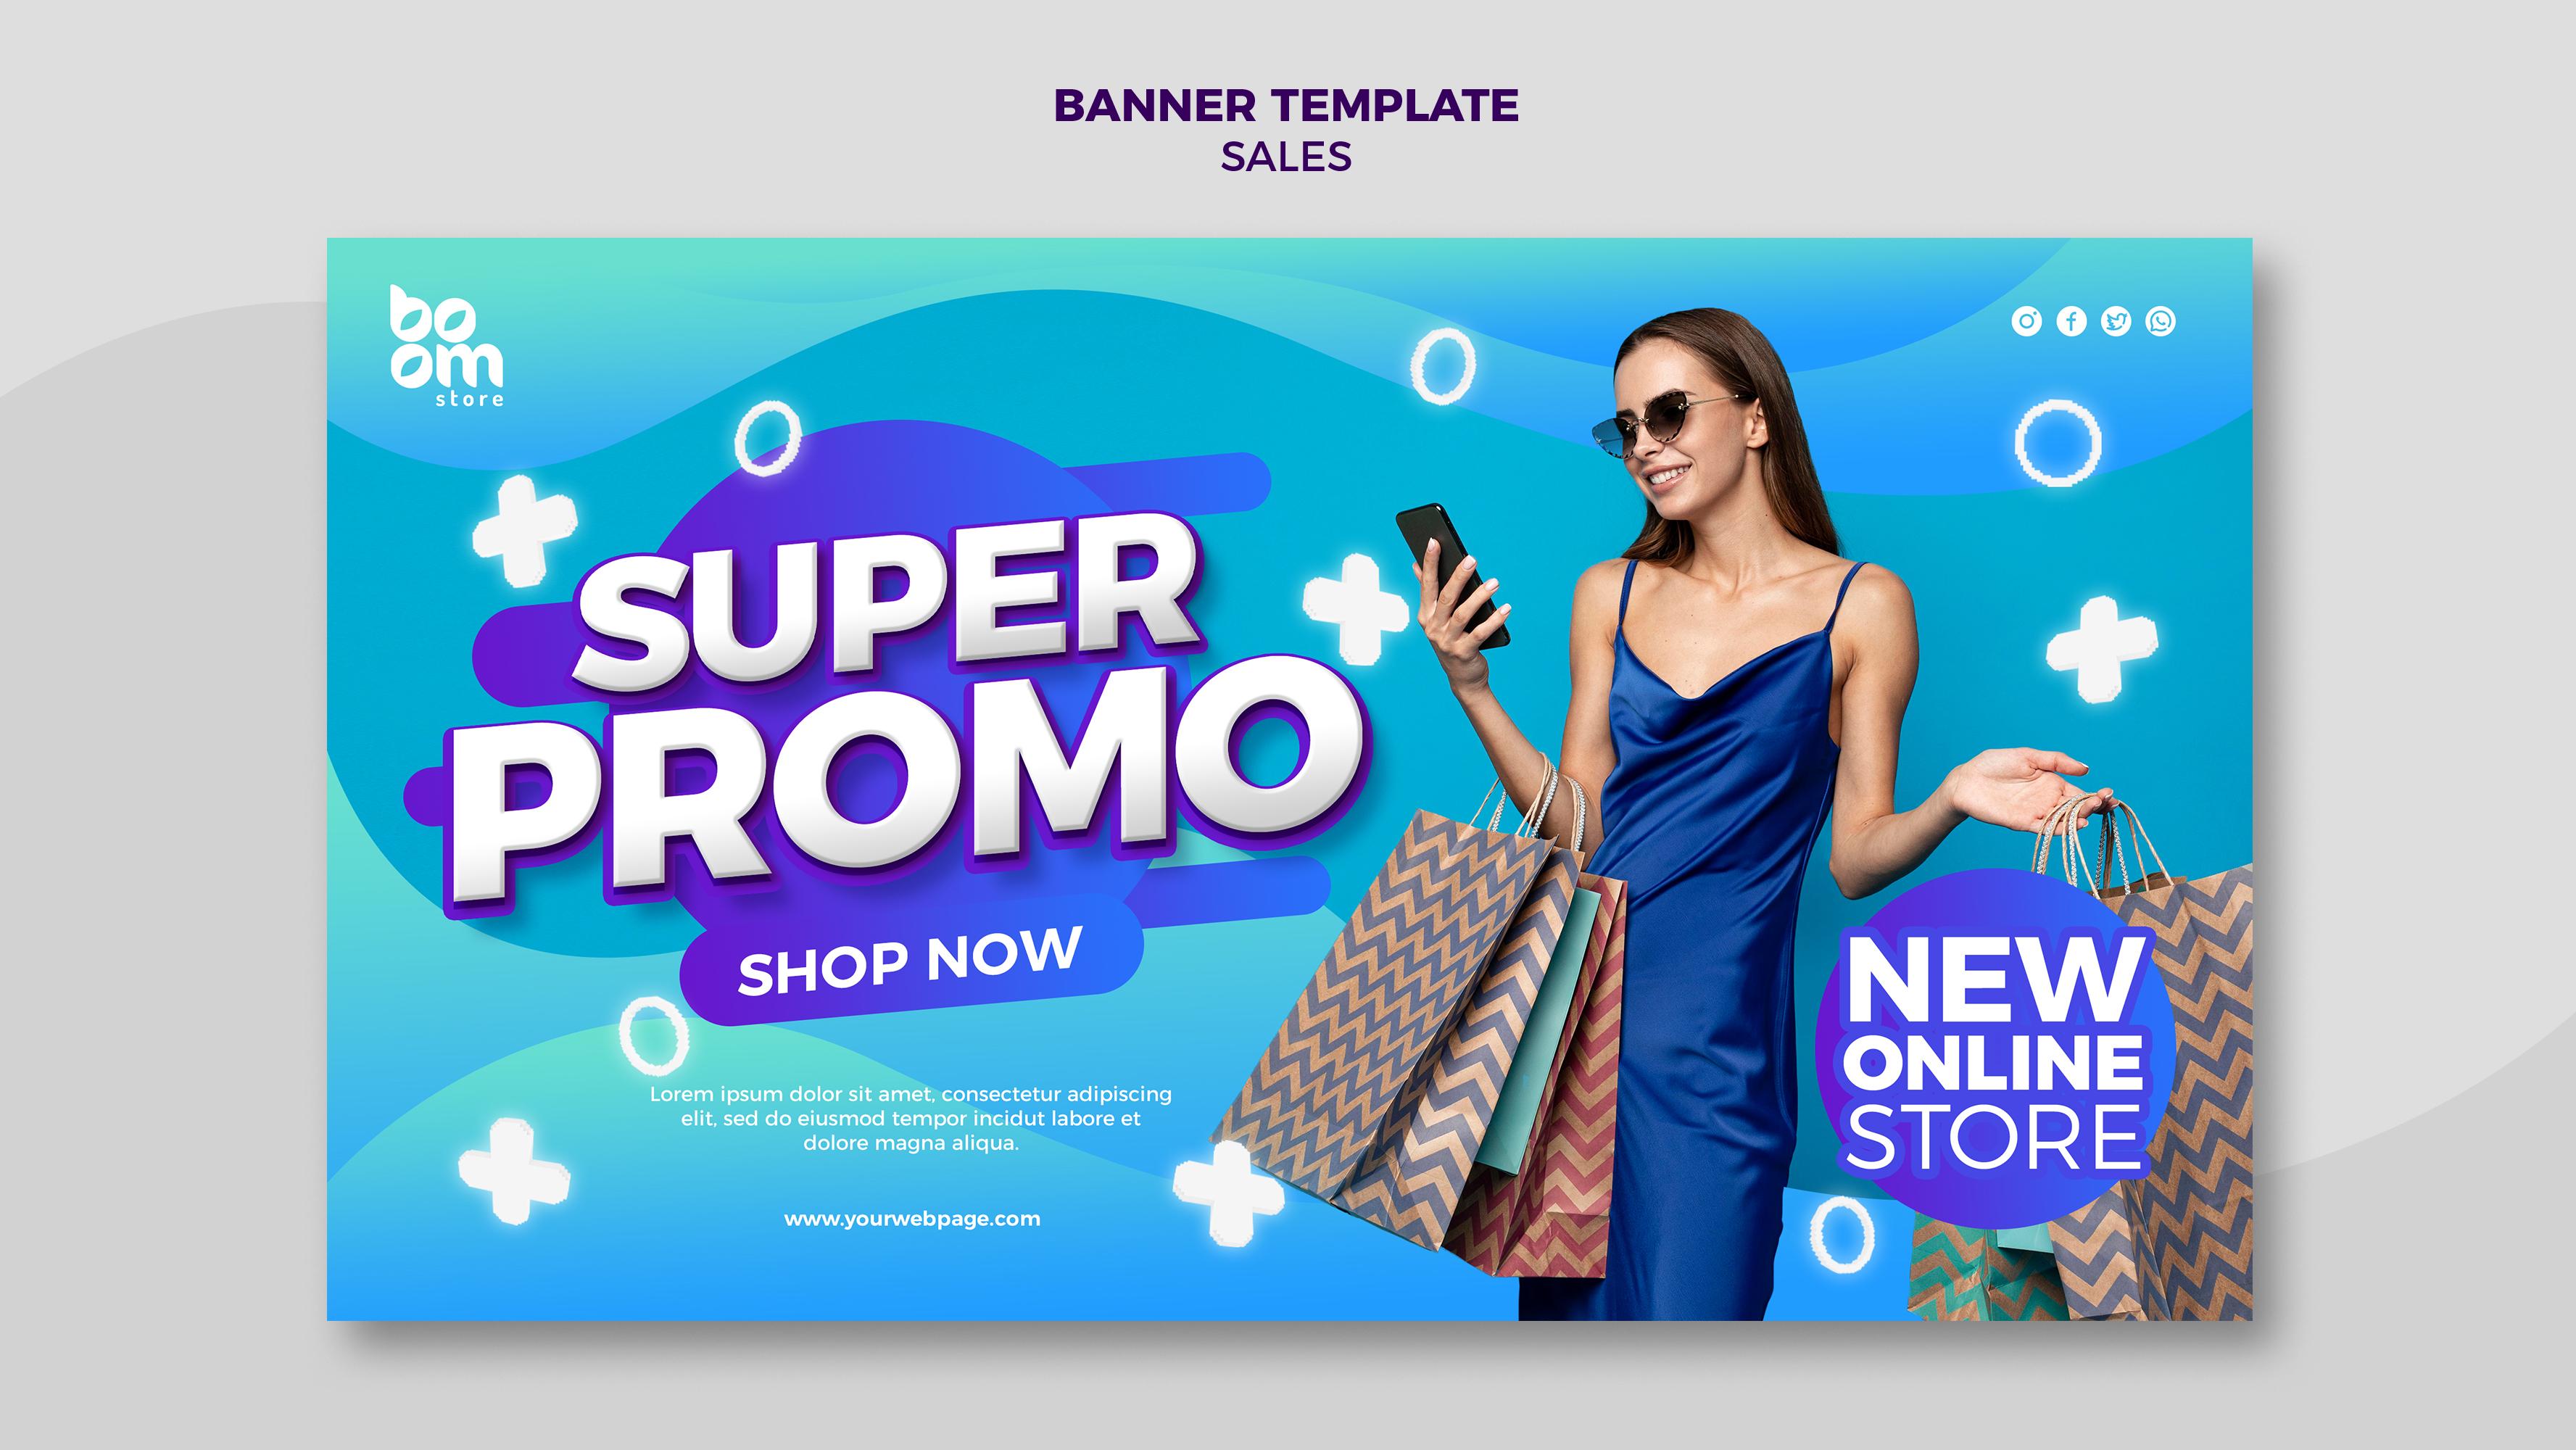 BANNER TEMPLATE
SALES
bo
om
store
SUPER
PROMO
SHOP NOW
Lorem ipsum dolor sit amet, consectetur adipiscing
elit, sed do eiusmod tempor incidut labore et
dolore magna aliqua.
www.yourwebpage.com
NEW
ONLINE
STORE